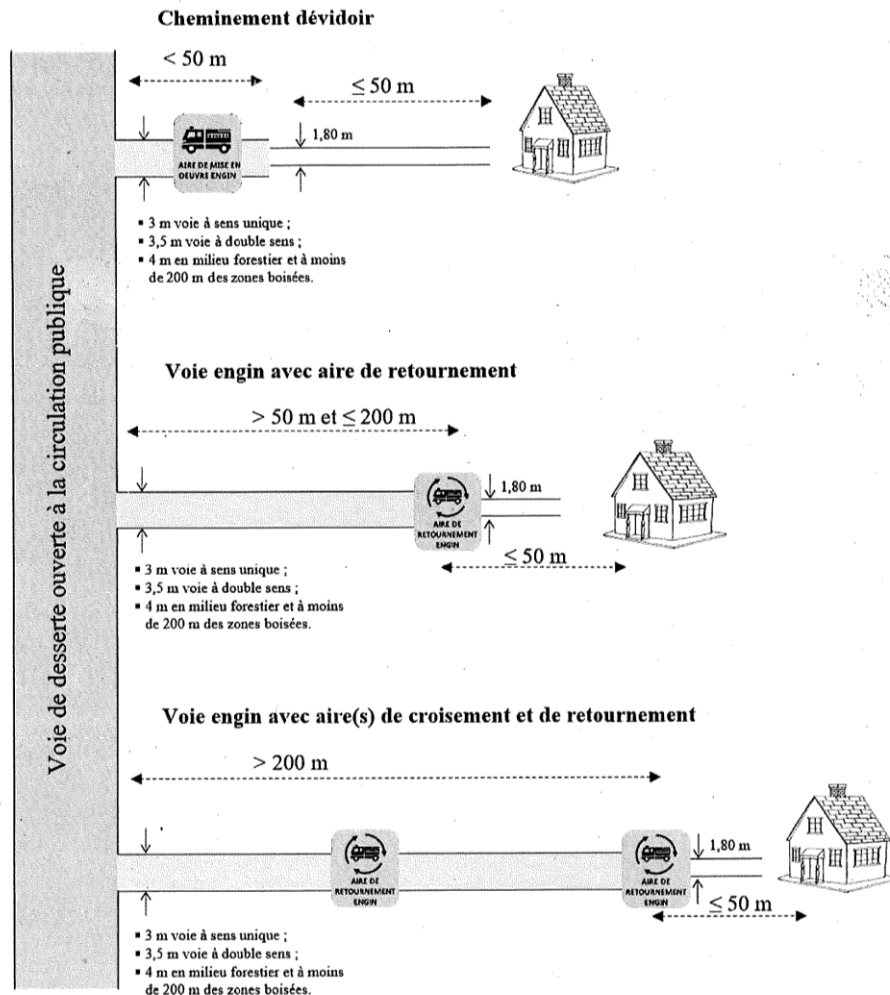 Cheminement dévidoir
< 50 m
≤ 50 m
1,80 m
AIRE DE MISE EN
OEUVRE ENGIN
▪ 3 m voie à sens unique ;
▪ 3,5 m voie à double sens ;
▪ 4 m en milieu forestier et à moins
de 200 m des zones boisées.
Voie de desserte ouverte à la circulation publique
Voie engin avec aire de retournement
> 50 m et ≤ 200 m
1,80 m
AIRE DE
RETOURNEMENT
ENGIN
≤ 50 m
▪ 3 m voie à sens unique ;
▪ 3,5 m voie à double sens ;
▪ 4 m en milieu forestier et à moins
de 200 m des zones boisées.
Voie engin avec aire(s) de croisement et de retournement
> 200 m
1,80 m
AIRE DE
RETOURNEMENT
ENGIN
AIRE DE
RETOURNEMENT
ENGIN
≤ 50 m
▪ 3 m voie à sens unique ;
▪ 3,5 m voie à double sens ;
▪ 4 m en milieu forestier et à moins
de 200 m des zones boisées.